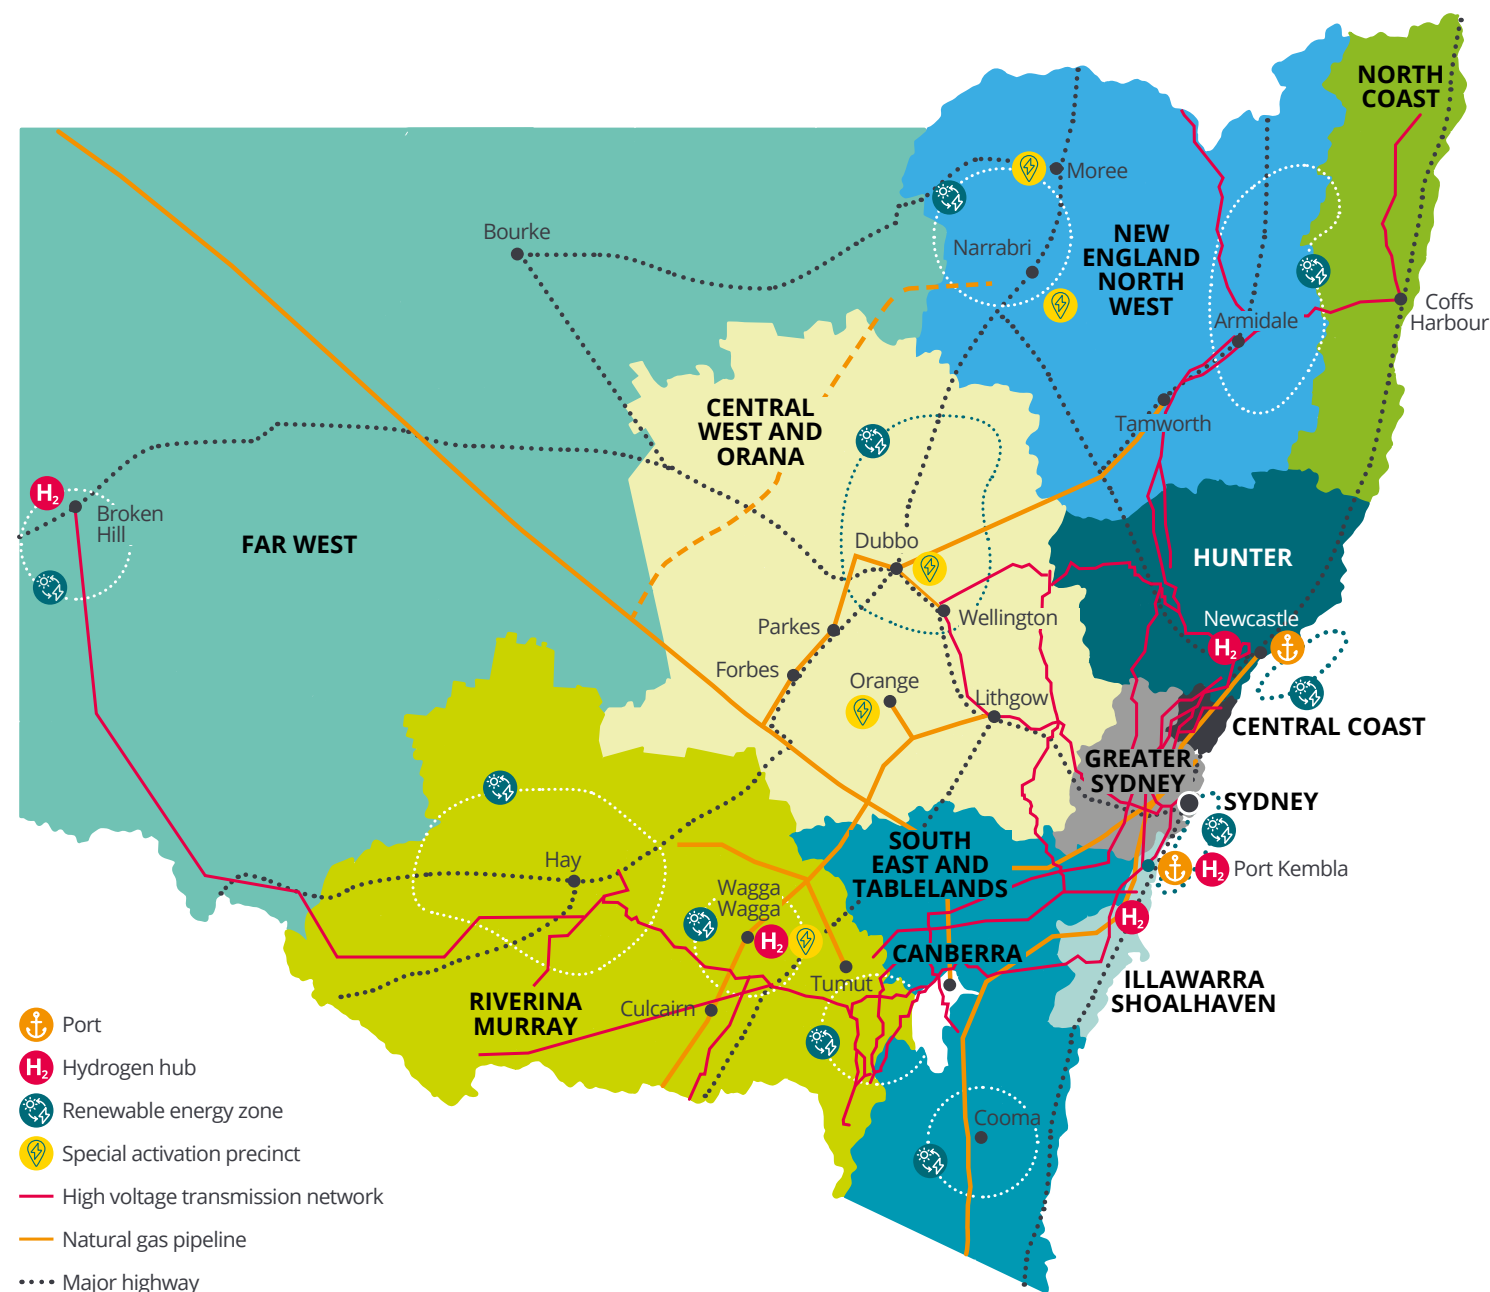 NORTH
COAST
Moree
Bourke
Narrabri
NEW
ENGLAND
NORTH
WEST
Coffs
Harbour
Armidale
CENTRAL
WEST AND
ORANA
Tamworth
H2
Broken
Hill
FAR WEST
Dubbo
HUNTER
Wellington
Newcastle
Parkes
H2
Forbes
Orange
Lithgow
CENTRAL COAST
GREATER
SYDNEY
SYDNEY
SOUTH
EAST AND
TABLELANDS
Hay
H2
Port Kembla
Wagga
Wagga
H2
H2
CANBERRA
Tumut
ILLAWARRA
SHOALHAVEN
RIVERINA
MURRAY
Culcairn
Cooma
Port
H2
Hydrogen hub
Renewable energy zone
Special activation precinct
High voltage transmission network
Natural gas pipeline
Major highway